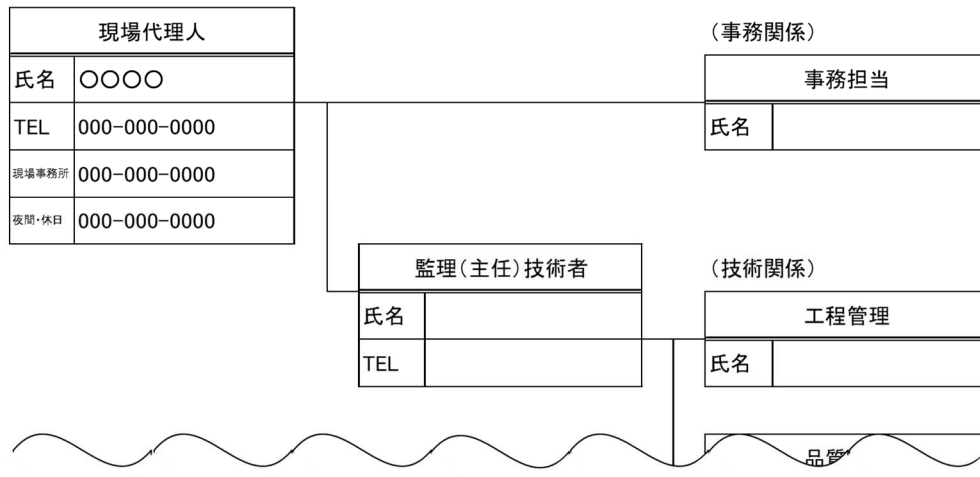 現場代理人
氏名 〇〇〇〇
TEL 000-000-0000
現場事務所 000-000-0000
夜間・休日 000-000-0000
（事務関係）
事務担当
氏名
監理（主任）技術者
氏名
TEL
（技術関係）
工程管理
氏名
品質